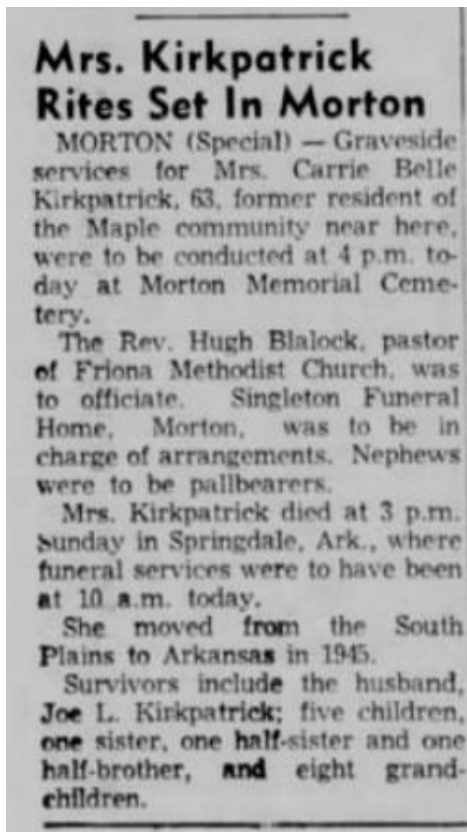 Mrs. Kirkpatrick
Rites Set In Morton
MORTON (Special) — Graveside
services for Mrs. Carrie Belle
Kirkpatrick, 63, former resident of
the Maple community near here,
were to be conducted at 4 p.m. to-
day at Morton Memorial Ceme-
tery.
The Rev. Hugh Blalock, pastor
of Friona Methodist Church, was
to officiate. Singleton Funeral
Home, Morton, was to be in
charge of arrangements. Nephews
were to be pallbearers.
Mrs. Kirkpatrick died at 3 p.m.
Sunday in Springdale, Ark., where
funeral services were to have been
at 10 a.m. today.
She moved from the South
Plains to Arkansas in 1945.
Survivors include the husband,
Joe L. Kirkpatrick; five children,
one sister, one half-sister and one
half-brother, and eight grand-
children.